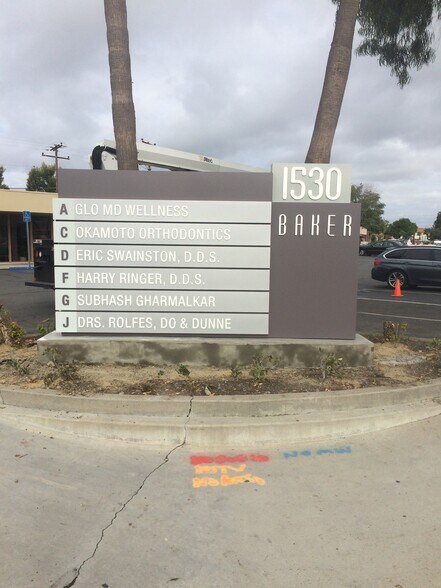 1530
BAKER
A GLO MD WELLNESS
C OKAMOTO ORTHODONTICS
D ERIC SWAINSTON, D.D.S.
F HARRY RINGER, D.D.S.
G SUBHASH GHARMALKAR
J DRS. ROLFES, DO & DUNNE